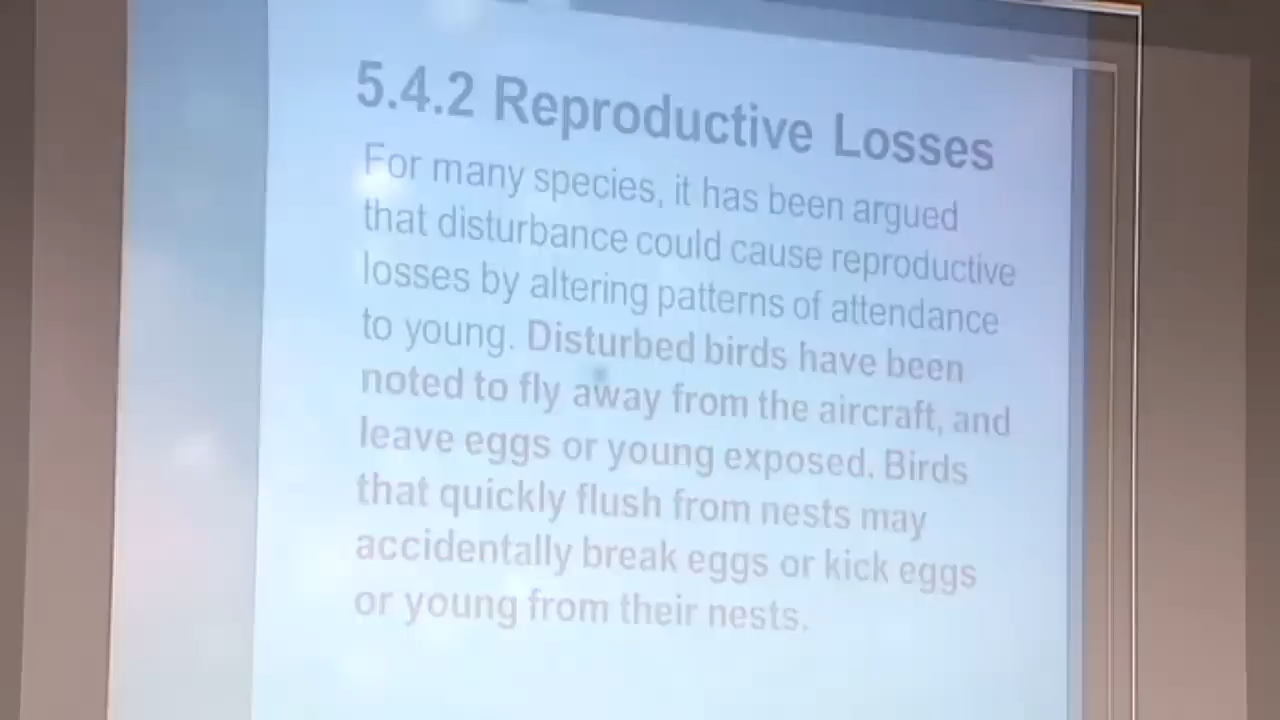 5.4.2 Reproductive Losses
For many species, it has been argued
that disturbance could cause reproductive
losses by altering patterns of attendance
to young. Disturbed birds have been
noted to fly away from the aircraft, and
leave eggs or young exposed. Birds
that quickly flush from nests may
accidentally break eggs or kick eggs
or young from their nests.